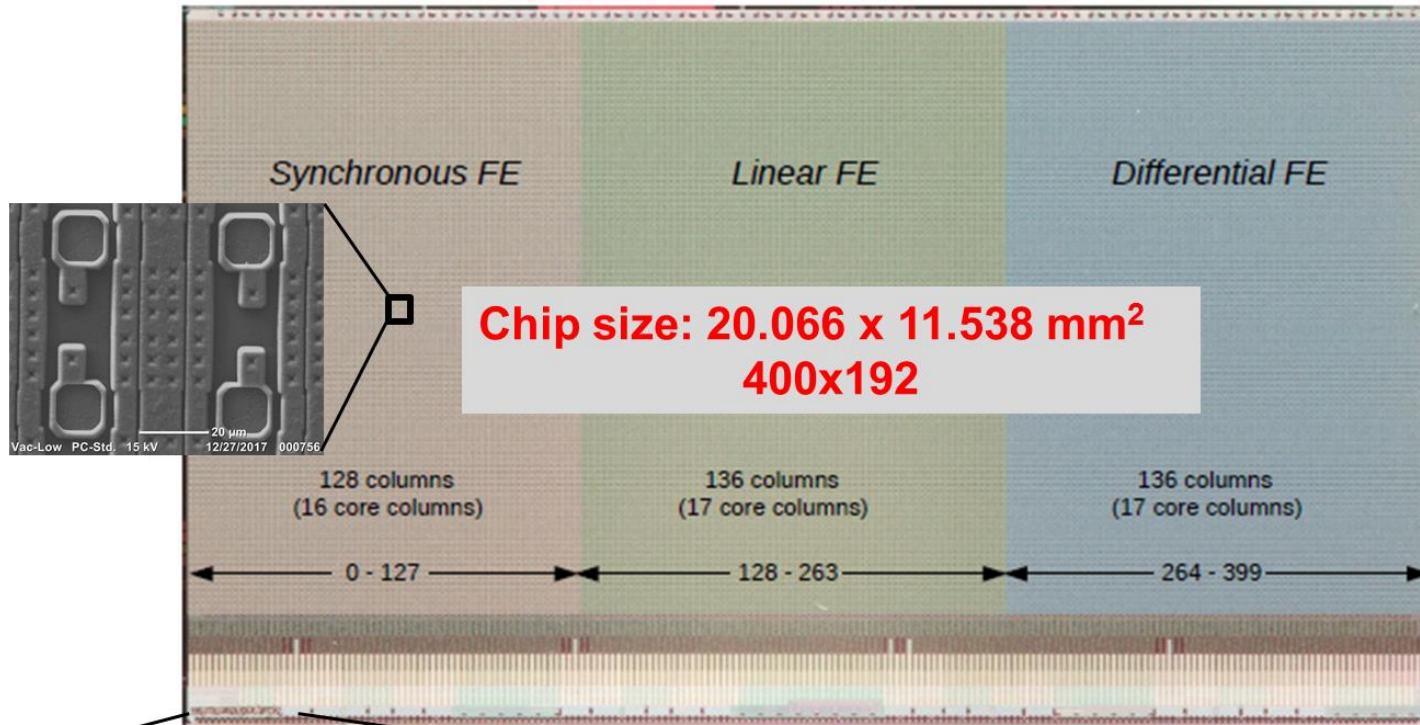 Synchronous FE
Linear FE
Differential FE
Chip size: 20.066 x 11.538 mm²
400x192
20 µm
Vac-Low PC-Std. 15 kV 12/27/2017 000756
128 columns
(16 core columns)
136 columns
(17 core columns)
136 columns
(17 core columns)
0 - 127
128 - 263
264 - 399